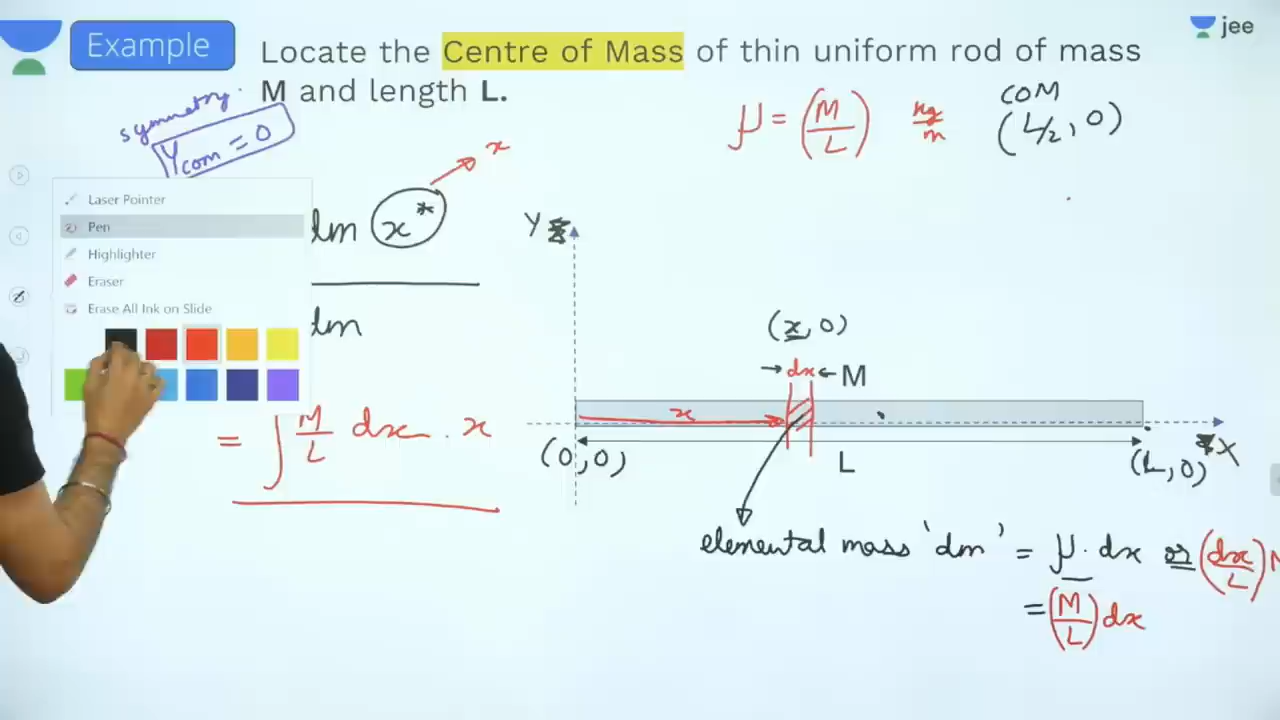 Example
Locate the Centre of Mass of thin uniform rod of mass
M and length L.
jee
symmetry
Ycom = 0
μ = (M/L) kg/m
COM
(L/2, 0)
x
dm x*
dm
Laser Pointer
Pen
Highlighter
Eraser
Erase All Ink on Slide
= ∫ M/L dx . x
Y
(x, 0)
dx
M
x
(0,0)
L
(L,0)
X
elemental mass 'dm' = μ. dx or (dx/L) M
= (M/L) dx